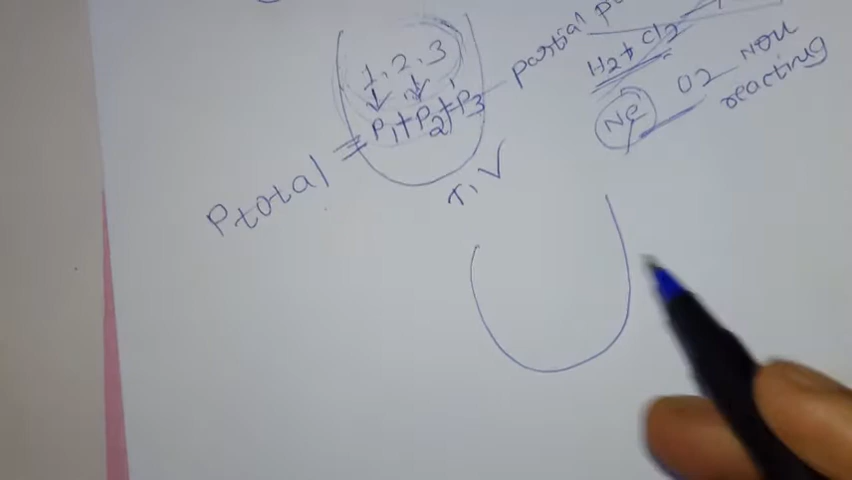 1, 2, 3
Ptotal = P1+P2+P3
partial
T, V
H2+Cl2
Ne O2 Non
reacting